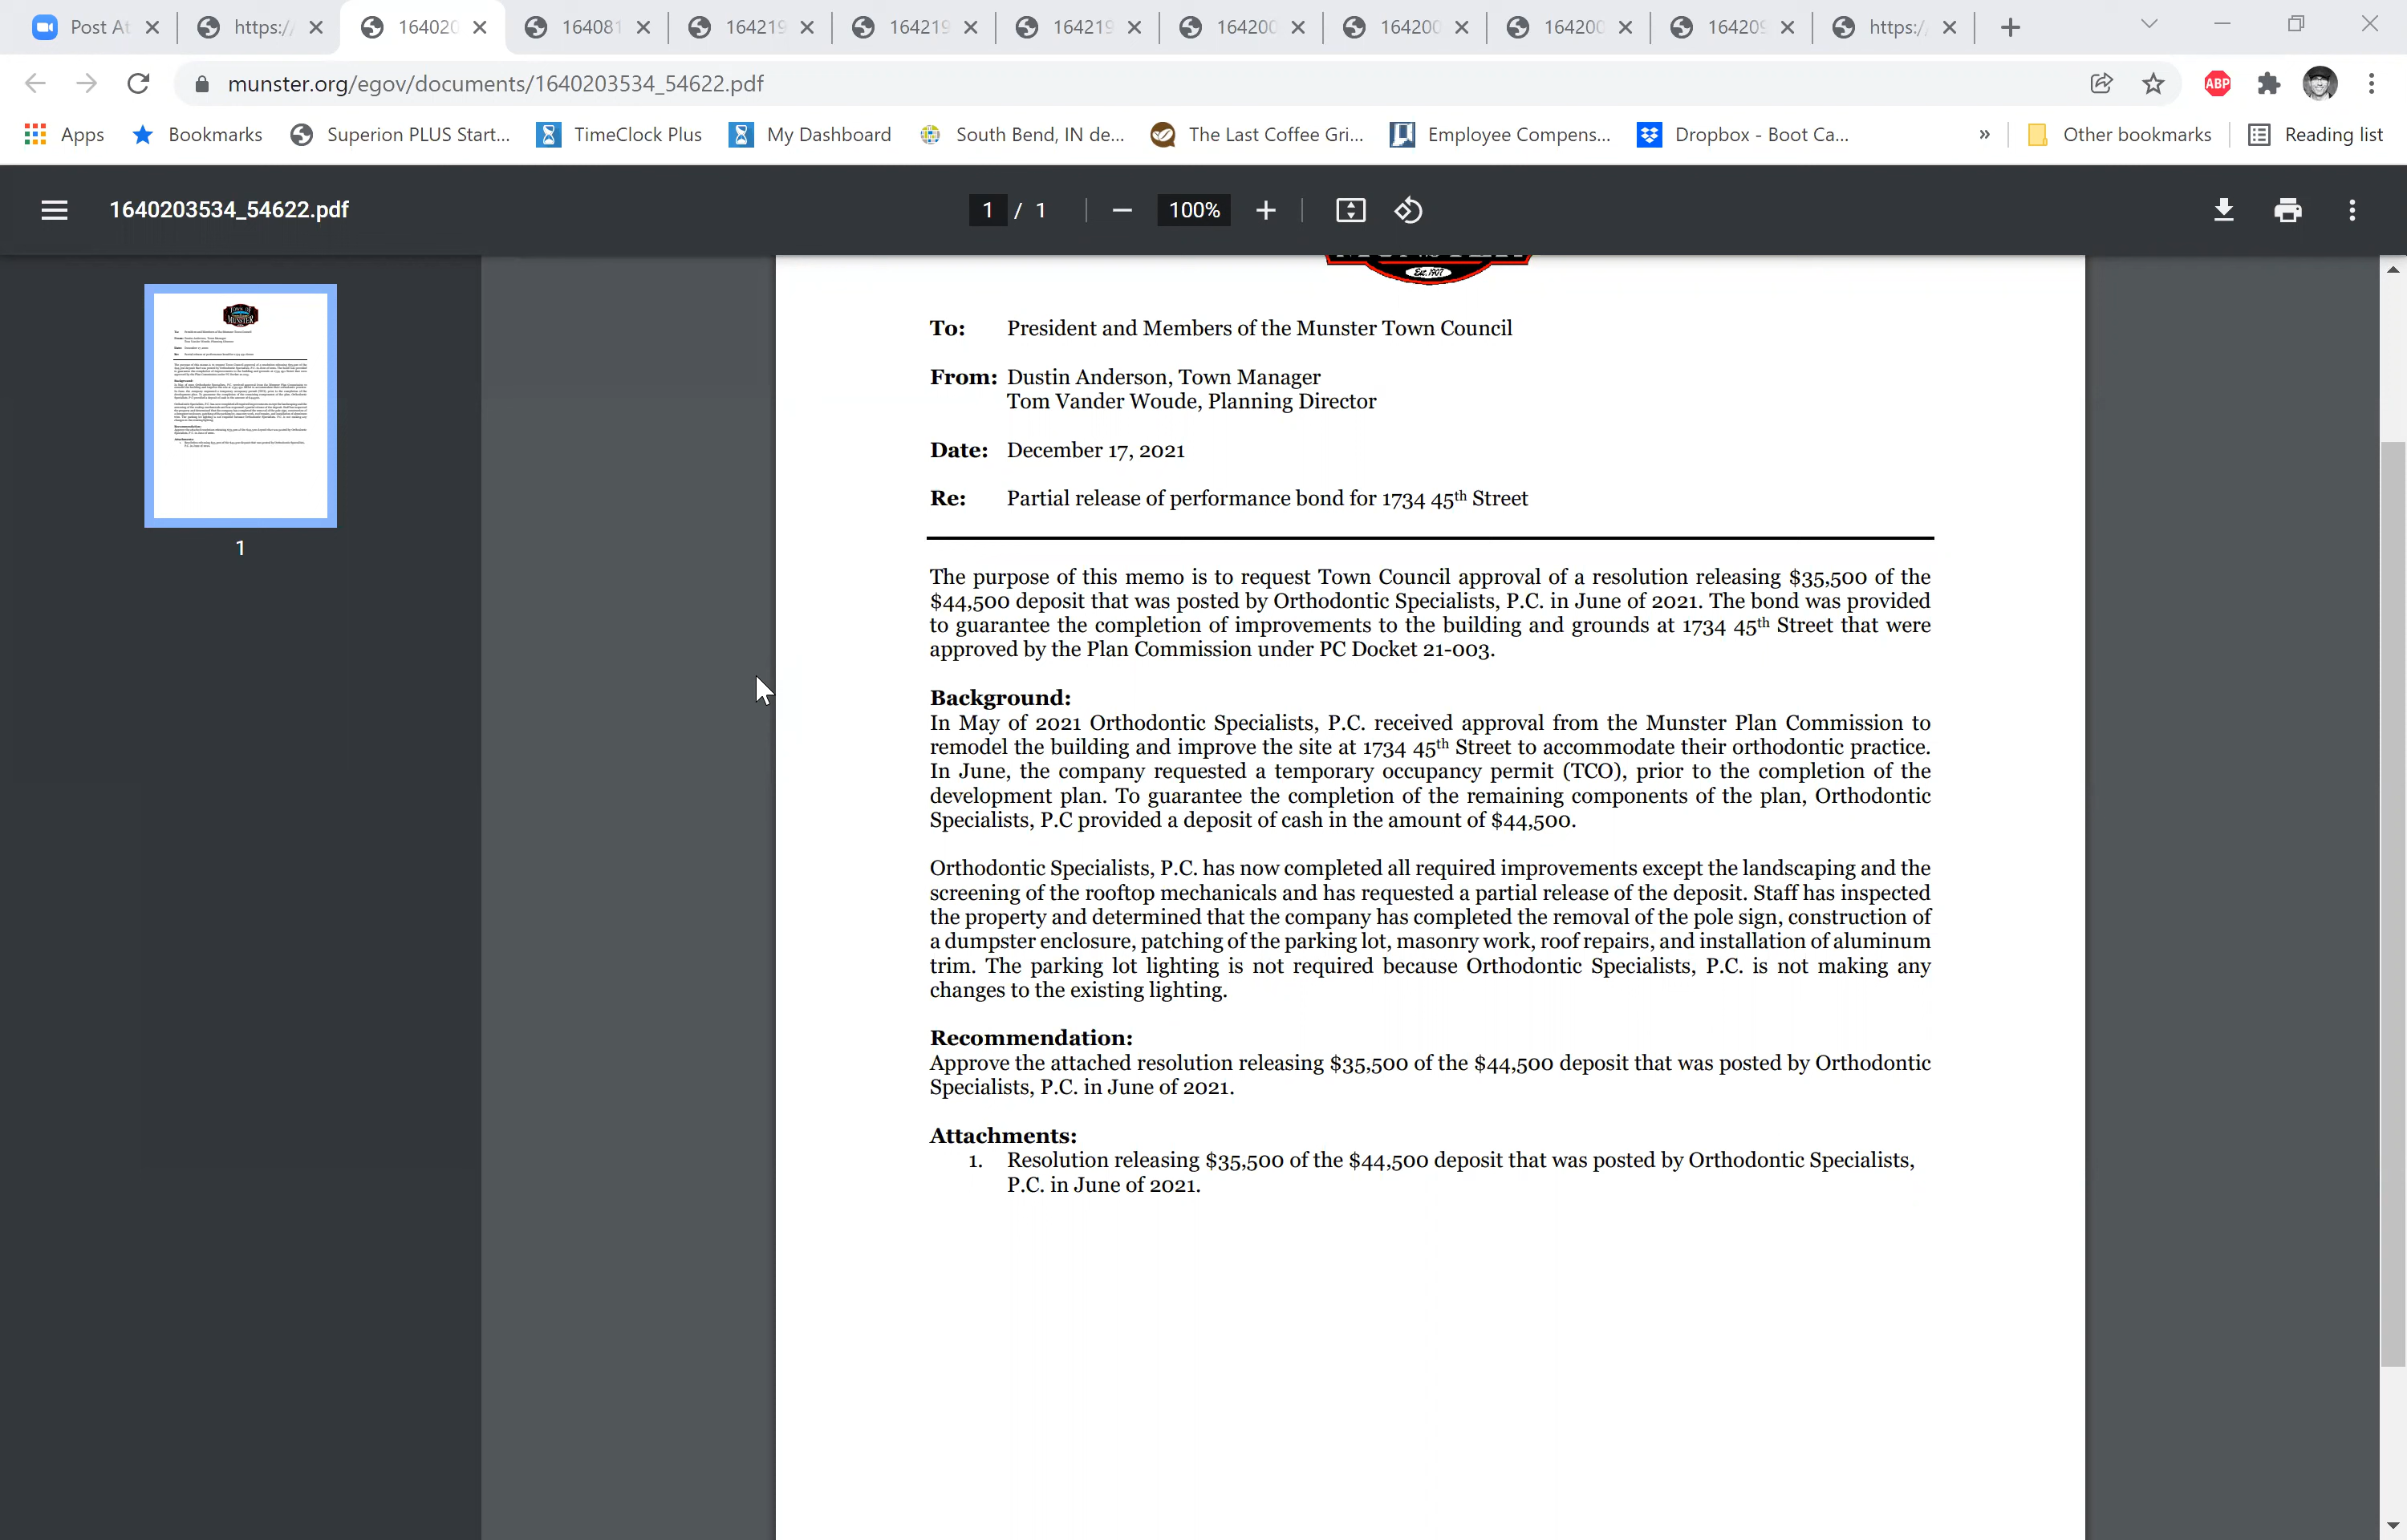 Post At
https:/
164020
164081
164219
164219
164219
164200
164200
164200
164209
https:/
munster.org/egov/documents/1640203534_54622.pdf
ABP
Apps
Bookmarks
Superion PLUS Start...
TimeClock Plus
My Dashboard
South Bend, IN de...
The Last Coffee Gri...
Employee Compens...
Dropbox - Boot Ca...
»
Other bookmarks
Reading list
1640203534_54622.pdf
1 / 1
100%
1
Est. 1907
To: President and Members of the Munster Town Council
From: Dustin Anderson, Town Manager
Tom Vander Woude, Planning Director
Date: December 17, 2021
Re: Partial release of performance bond for 1734 45th Street
The purpose of this memo is to request Town Council approval of a resolution releasing $35,500 of the
$44,500 deposit that was posted by Orthodontic Specialists, P.C. in June of 2021. The bond was provided
to guarantee the completion of improvements to the building and grounds at 1734 45th Street that were
approved by the Plan Commission under PC Docket 21-003.
Background:
In May of 2021 Orthodontic Specialists, P.C. received approval from the Munster Plan Commission to
remodel the building and improve the site at 1734 45th Street to accommodate their orthodontic practice.
In June, the company requested a temporary occupancy permit (TCO), prior to the completion of the
development plan. To guarantee the completion of the remaining components of the plan, Orthodontic
Specialists, P.C provided a deposit of cash in the amount of $44,500.
Orthodontic Specialists, P.C. has now completed all required improvements except the landscaping and the
screening of the rooftop mechanicals and has requested a partial release of the deposit. Staff has inspected
the property and determined that the company has completed the removal of the pole sign, construction of
a dumpster enclosure, patching of the parking lot, masonry work, roof repairs, and installation of aluminum
trim. The parking lot lighting is not required because Orthodontic Specialists, P.C. is not making any
changes to the existing lighting.
Recommendation:
Approve the attached resolution releasing $35,500 of the $44,500 deposit that was posted by Orthodontic
Specialists, P.C. in June of 2021.
Attachments:
1. Resolution releasing $35,500 of the $44,500 deposit that was posted by Orthodontic Specialists,
P.C. in June of 2021.